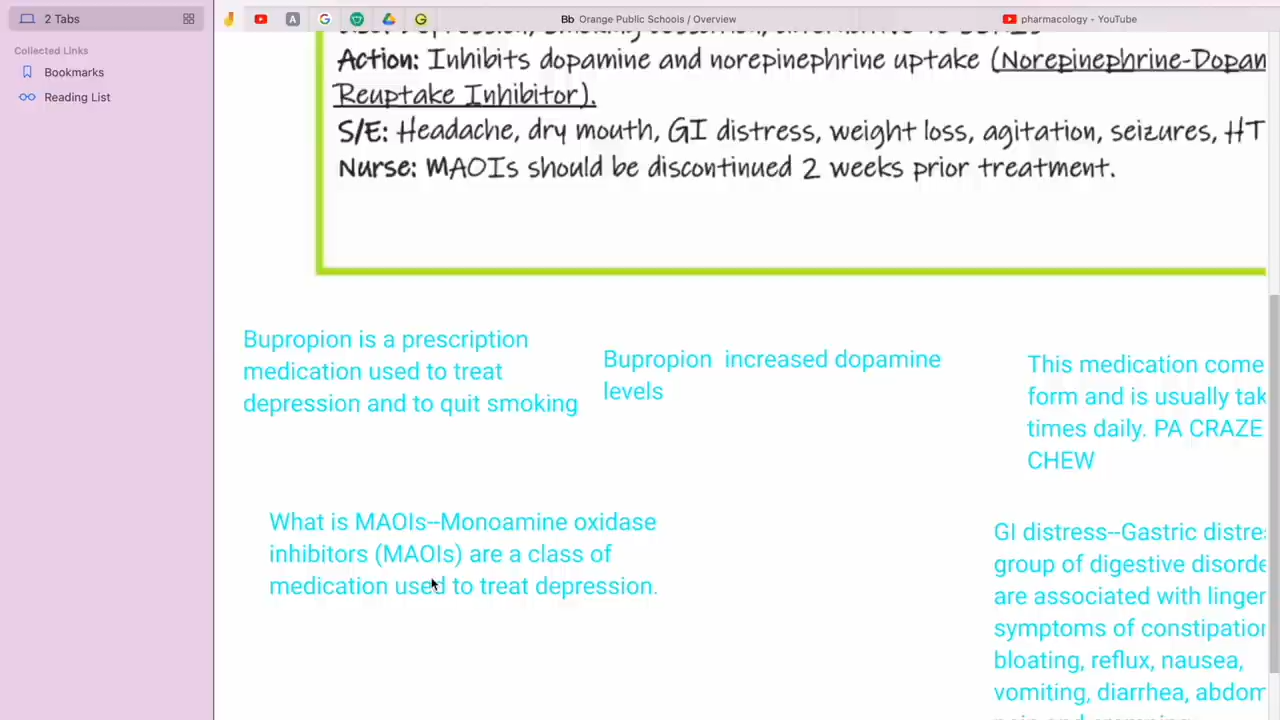 2 Tabs
Collected Links
Bookmarks
Reading List
Bb Orange Public Schools / Overview
pharmacology - YouTube
Action: Inhibits dopamine and norepinephrine uptake (Norepinephrine-Dopan
Reuptake Inhibitor).
S/E: Headache, dry mouth, GI distress, weight loss, agitation, seizures, HT
Nurse: MAOIs should be discontinued 2 weeks prior treatment.
Bupropion is a prescription
medication used to treat
depression and to quit smoking
Bupropion increased dopamine
levels
This medication come
form and is usually tak
times daily. PA CRAZE
CHEW
What is MAOIs--Monoamine oxidase
inhibitors (MAOIs) are a class of
medication used to treat depression.
GI distress--Gastric distre
group of digestive disorde
are associated with linger
symptoms of constipation
bloating, reflux, nausea,
vomiting, diarrhea, abdom